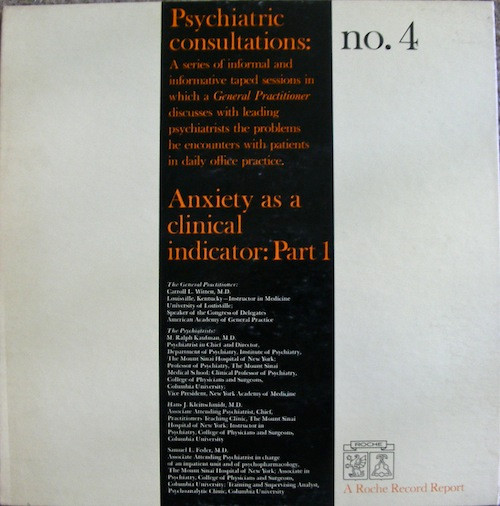 Psychiatric
consultations:
A series of informal and
informative taped sessions in
which a General Practitioner
discusses with leading
psychiatrists the problems
he encounters with patients
in daily office practice.
no. 4
Anxiety as a
clinical
indicator: Part 1
The General Practitioner:
Carroll L. Witten, M.D.
Louisville, Kentucky—Instructor in Medicine
University of Louisville;
Speaker of the Congress of Delegates
American Academy of General Practice
The Psychiatrists:
M. Ralph Kaufman, M.D.
Psychiatrist in Chief and Director,
Department of Psychiatry, Institute of Psychiatry,
The Mount Sinai Hospital of New York;
Professor of Psychiatry, The Mount Sinai
Medical School; Clinical Professor of Psychiatry,
College of Physicians and Surgeons,
Columbia University;
Vice President, New York Academy of Medicine
Hans J. Kleinschmidt, M.D.
Associate Attending Psychiatrist, Chief,
Practitioners Teaching Clinic, The Mount Sinai
Hospital of New York; Instructor in
Psychiatry, College of Physicians and Surgeons,
Columbia University
Samuel L. Feder, M.D.
Associate Attending Psychiatrist in charge
of an inpatient unit and of psychopharmacology,
The Mount Sinai Hospital of New York; Associate in
Psychiatry, College of Physicians and Surgeons,
Columbia University; Training and Supervising Analyst,
Psychoanalytic Clinic, Columbia University
ROCHE
A Roche Record Report